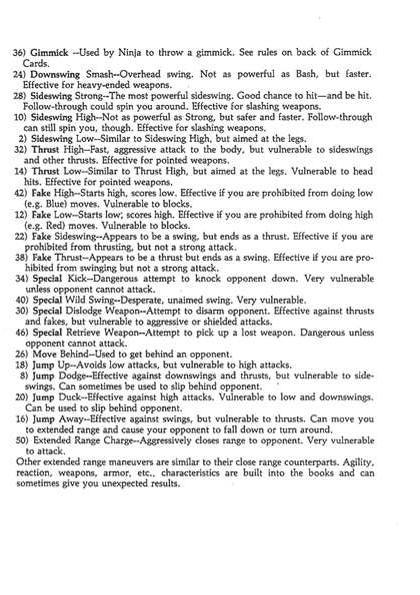 36) Gimmick --Used by Ninja to throw a gimmick. See rules on back of Gimmick
Cards.
24) Downswing Smash--Overhead swing. Not as powerful as Bash, but faster.
Effective for heavy-ended weapons.
28) Sideswing Strong--The most powerful sideswing. Good chance to hit—and be hit.
Follow-through could spin you around. Effective for slashing weapons.
10) Sideswing High--Not as powerful as Strong, but safer and faster. Follow-through
can still spin you, though. Effective for slashing weapons.
2) Sideswing Low--Similar to Sideswing High, but aimed at the legs.
32) Thrust High--Fast, aggressive attack to the body, but vulnerable to sideswings
and other thrusts. Effective for pointed weapons.
14) Thrust Low--Similar to Thrust High, but aimed at the legs. Vulnerable to head
hits. Effective for pointed weapons.
42) Fake High--Starts high, scores low. Effective if you are prohibited from doing low
(e.g. Blue) moves. Vulnerable to blocks.
12) Fake Low--Starts low; scores high. Effective if you are prohibited from doing high
(e.g. Red) moves. Vulnerable to blocks.
22) Fake Sideswing--Appears to be a swing, but ends as a thrust. Effective if you are
prohibited from thrusting, but not a strong attack.
38) Fake Thrust--Appears to be a thrust but ends as a swing. Effective if you are pro-
hibited from swinging but not a strong attack.
34) Special Kick--Dangerous attempt to knock opponent down. Very vulnerable
unless opponent cannot attack.
40) Special Wild Swing--Desperate, unaimed swing. Very vulnerable.
30) Special Dislodge Weapon--Attempt to disarm opponent. Effective against thrusts
and fakes, but vulnerable to aggressive or shielded attacks.
46) Special Retrieve Weapon--Attempt to pick up a lost weapon. Dangerous unless
opponent cannot attack.
26) Move Behind--Used to get behind an opponent.
18) Jump Up--Avoids low attacks, but vulnerable to high attacks.
8) Jump Dodge--Effective against downswings and thrusts, but vulnerable to side-
swings. Can sometimes be used to slip behind opponent.
20) Jump Duck--Effective against high attacks. Vulnerable to low and downswings.
Can be used to slip behind opponent.
16) Jump Away--Effective against swings, but vulnerable to thrusts. Can move you
to extended range and cause your opponent to fall down or turn around.
50) Extended Range Charge--Aggressively closes range to opponent. Very vulnerable
to attack.
Other extended range maneuvers are similar to their close range counterparts. Agility,
reaction, weapons, armor, etc., characteristics are built into the books and can
sometimes give you unexpected results.